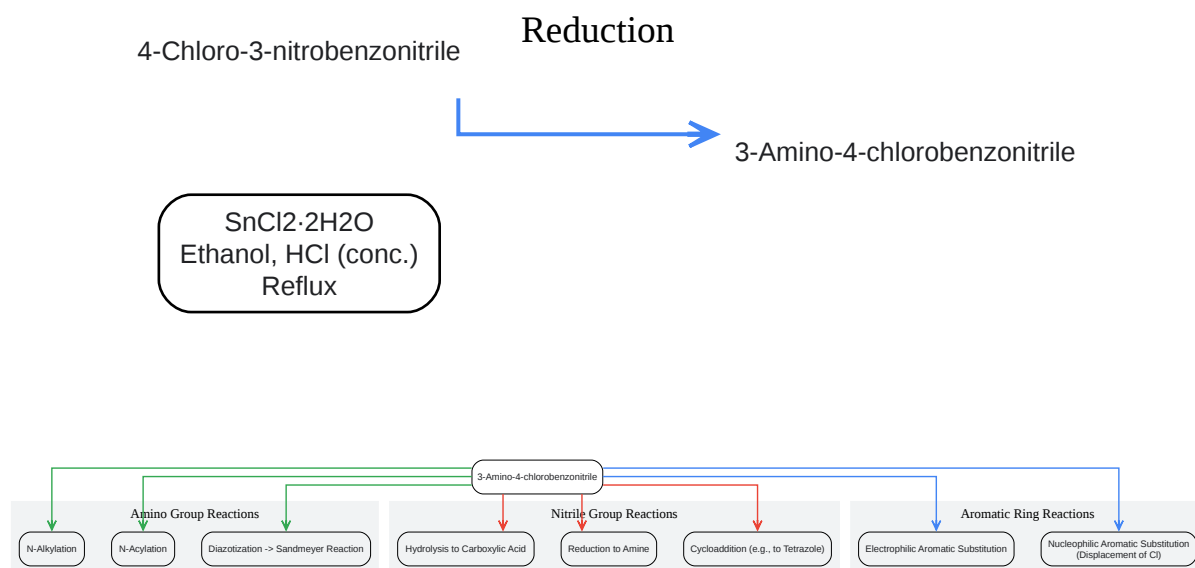 Reduction
4-Chloro-3-nitrobenzonitrile
3-Amino-4-chlorobenzonitrile
SnCl2·2H2O
Ethanol, HCl (conc.)
Reflux
3-Amino-4-chlorobenzonitrile
Amino Group Reactions
Nitrile Group Reactions
Aromatic Ring Reactions
N-Alkylation
N-Acylation
Diazotization -> Sandmeyer Reaction
Hydrolysis to Carboxylic Acid
Reduction to Amine
Cycloaddition (e.g., to Tetrazole)
Electrophilic Aromatic Substitution
Nucleophilic Aromatic Substitution
(Displacement of Cl)